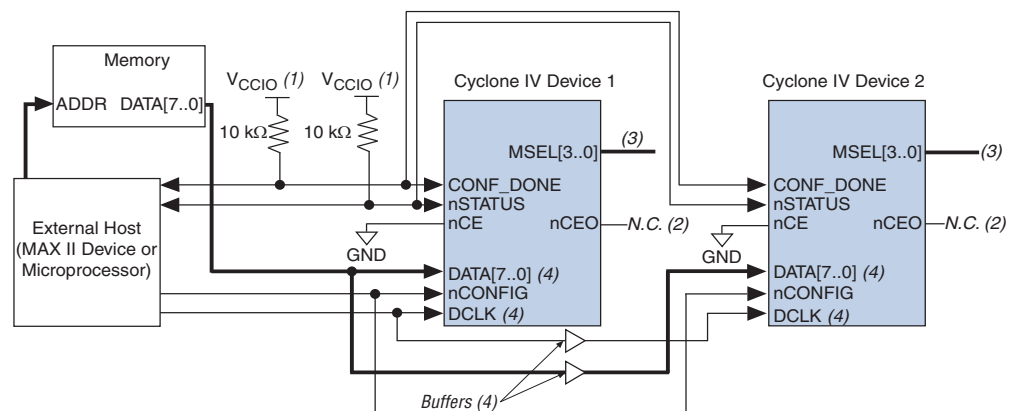 Memory
ADDR DATA[7..0]
External Host
(MAX II Device or
Microprocessor)
VCCIO (1)
10 kΩ
VCCIO (1)
10 kΩ
Cyclone IV Device 1
MSEL[3..0]
(3)
CONF_DONE
nSTATUS
nCE
nCEO
N.C. (2)
GND
DATA[7..0] (4)
nCONFIG
DCLK (4)
Buffers (4)
Cyclone IV Device 2
MSEL[3..0]
(3)
CONF_DONE
nSTATUS
nCE
nCEO
N.C. (2)
GND
DATA[7..0] (4)
nCONFIG
DCLK (4)